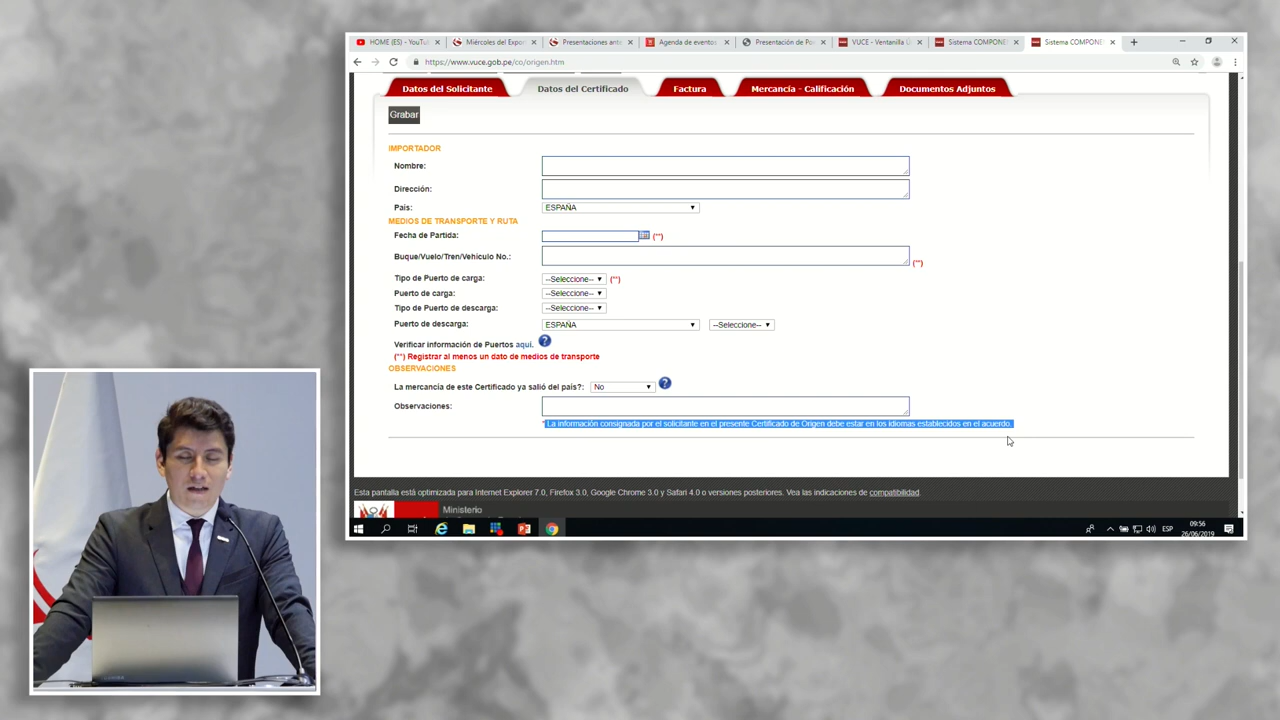 HOME (ES) - YouTu
Miércoles del Expor
Presentaciones ante
Agenda de eventos
Presentación de Po
VUCE - Ventanilla U
Sistema COMPONE
Sistema COMPONE
https://www.vuce.gob.pe/co/origen.htm
Datos del Solicitante
Datos del Certificado
Factura
Mercancía - Calificación
Documentos Adjuntos
Grabar
IMPORTADOR
Nombre:
Dirección:
País: ESPAÑA
MEDIOS DE TRANSPORTE Y RUTA
Fecha de Partida: (**)
Buque/Vuelo/Tren/Vehículo No.: (**)
Tipo de Puerto de carga: --Seleccione-- (**)
Puerto de carga: --Seleccione--
Tipo de Puerto de descarga: --Seleccione--
Puerto de descarga: ESPAÑA --Seleccione--
Verificar información de Puertos aquí. ?
(**) Registrar al menos un dato de medios de transporte
OBSERVACIONES
La mercancía de este Certificado ya salió del país?: No ?
Observaciones:
* La información consignada por el solicitante en el presente Certificado de Origen debe estar en los idiomas establecidos en el acuerdo.
Esta pantalla está optimizada para Internet Explorer 7.0, Firefox 3.0, Google Chrome 3.0 y Safari 4.0 o versiones posteriores. Vea las indicaciones de compatibilidad.
Ministerio
ESP
09:56
26/06/2019